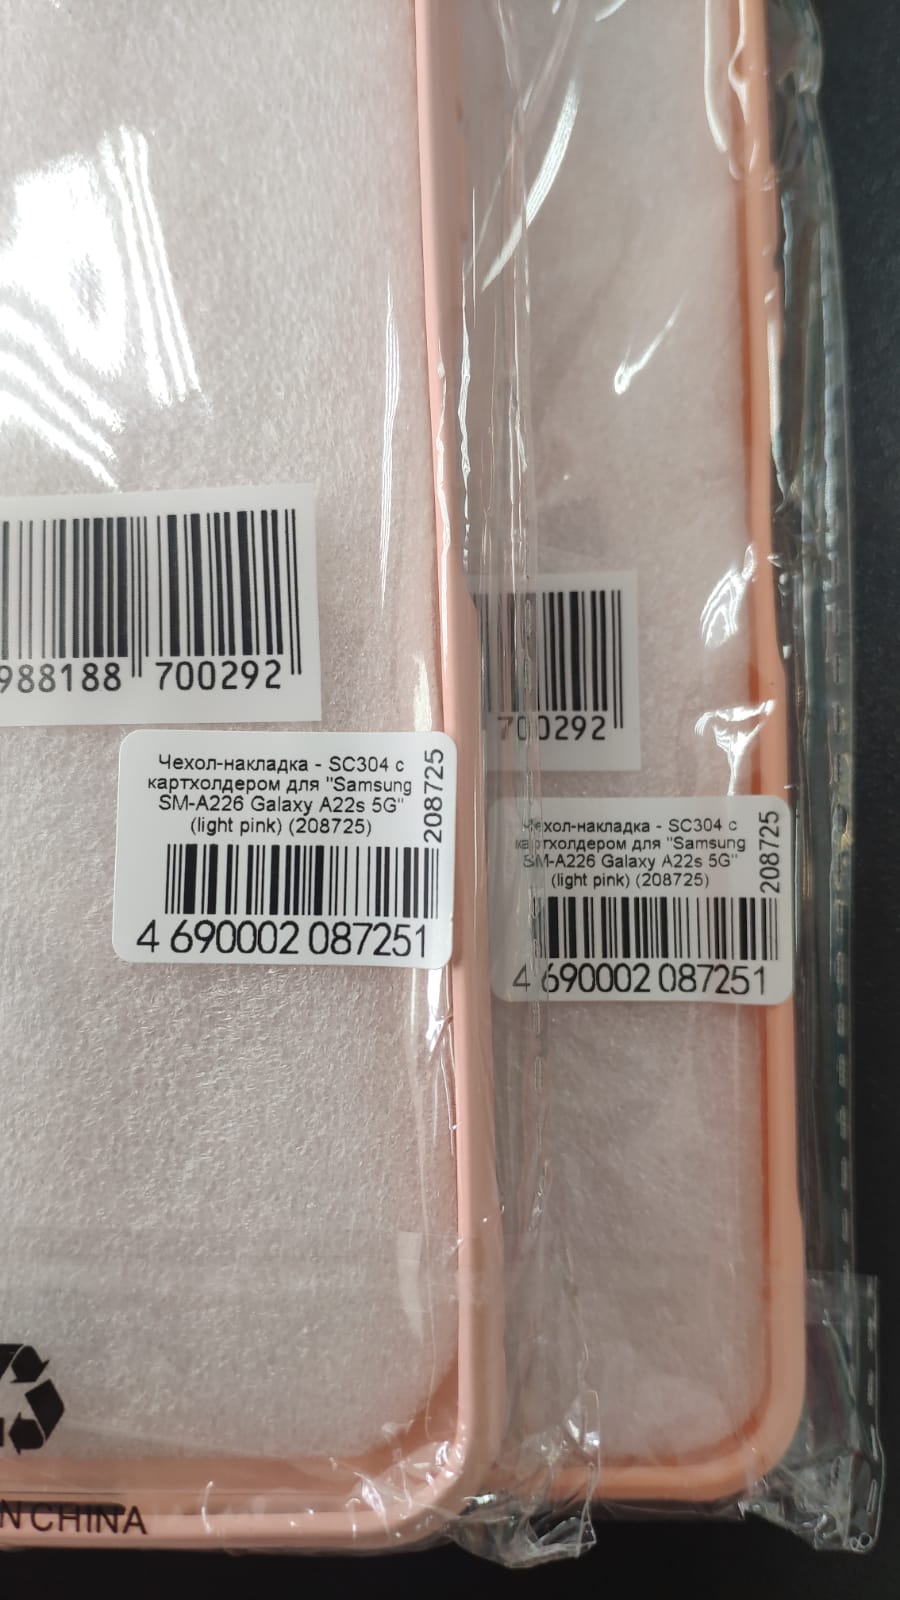 988188 700292
Чехол-накладка - SC304 с
картхолдером для "Samsung
SM-A226 Galaxy A22s 5G"
(light pink) (208725)
208725
4 690002 087251
700292
Чехол-накладка - SC304 с
картхолдером для "Samsung
SM-A226 Galaxy A22s 5G"
(light pink) (208725)
208725
4 690002 087251
N CHINA